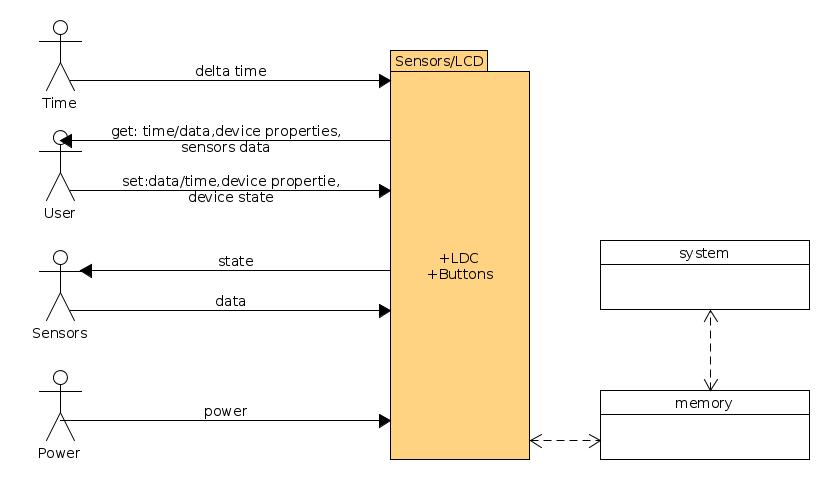 Sensors/LCD
delta time
Time
get: time/data,device properties,
sensors data
set:data/time,device propertie,
device state
User
state
data
Sensors
+LDC
+Buttons
system
memory
power
Power